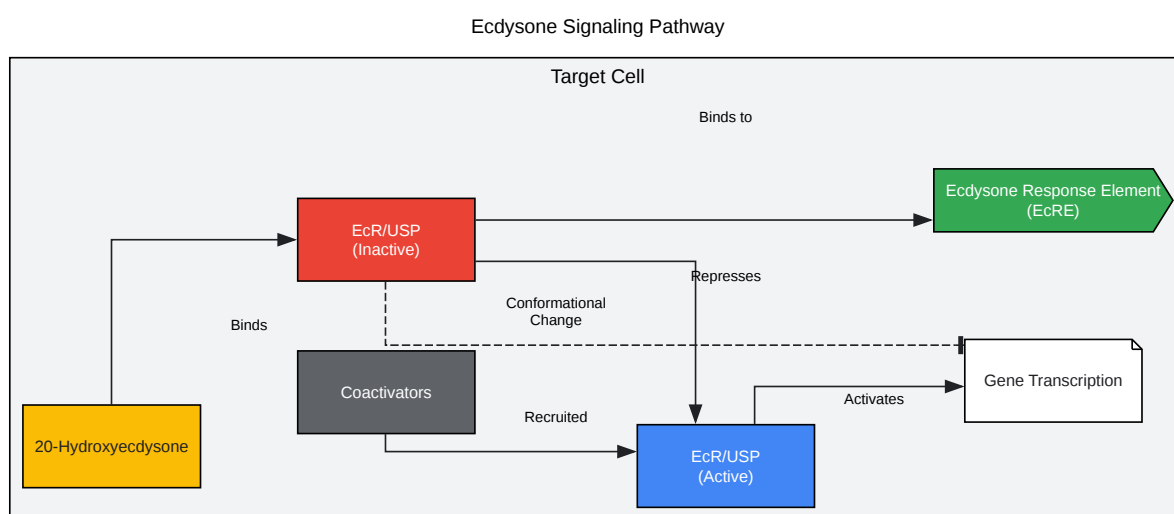 Ecdysone Signaling Pathway
Target Cell
Binds to
Ecdysone Response Element
(EcRE)
EcR/USP
(Inactive)
Represses
Conformational
Change
Binds
Gene Transcription
Coactivators
Activates
Recruited
20-Hydroxyecdysone
EcR/USP
(Active)